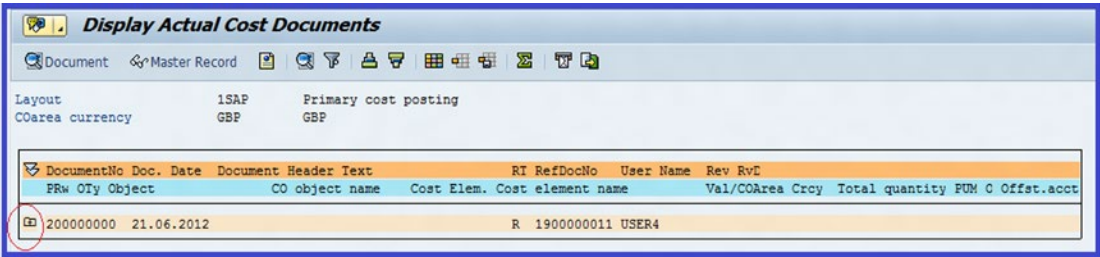 Display Actual Cost Documents
Document Master Record
Layout 1SAP Primary cost posting
COarea currency GBP GBP
DocumentNo Doc. Date Document Header Text RT RefDocNo User Name Rev RvD
PRw OTy Object CO object name Cost Elem. Cost element name Val/COArea Crcy Total quantity PUM O Offst.acct
200000000 21.06.2012 R 1900000011 USER4